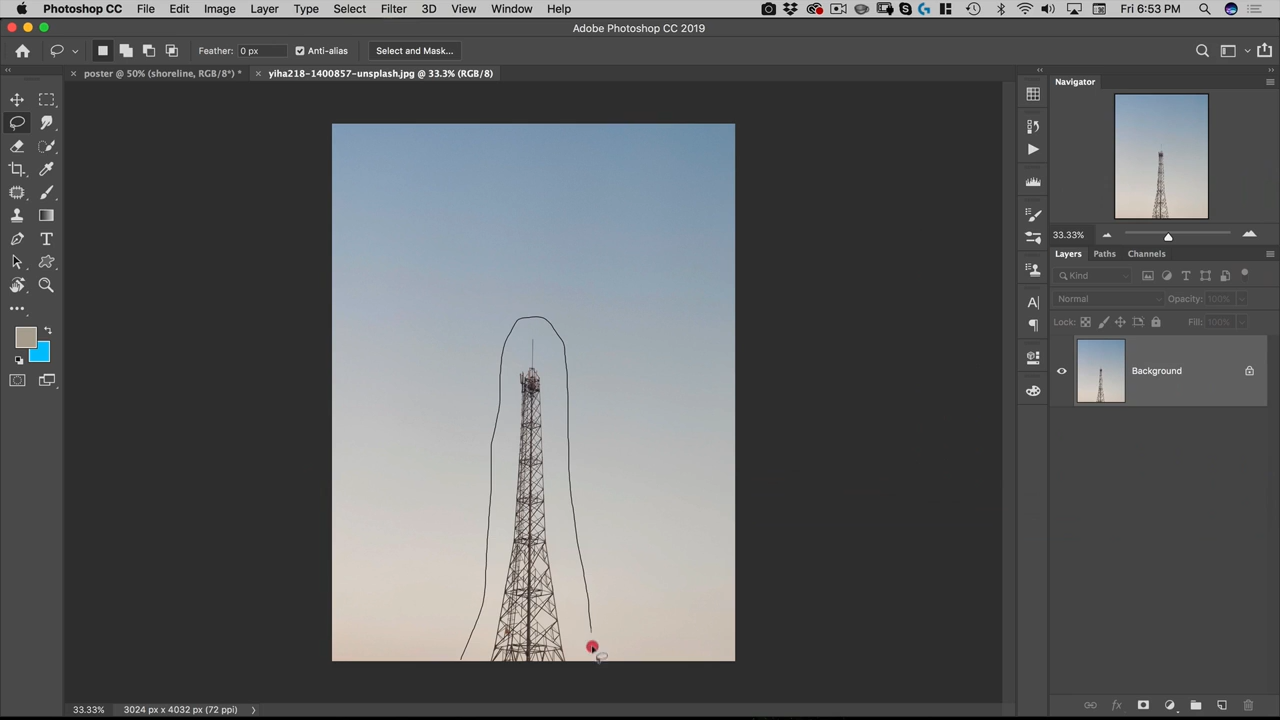 Photoshop CC File Edit Image Layer Type Select Filter 3D View Window Help Fri 6:53 PM
Adobe Photoshop CC 2019
Feather: 0 px Anti-alias Select and Mask...
poster @ 50% (shoreline, RGB/8*) * yiha218-1400857-unsplash.jpg @ 33.3% (RGB/8)
Navigator
33.33%
Layers Paths Channels
Kind
Normal Opacity: 100%
Lock: Fill: 100%
Background
33.33% 3024 px x 4032 px (72 ppi)